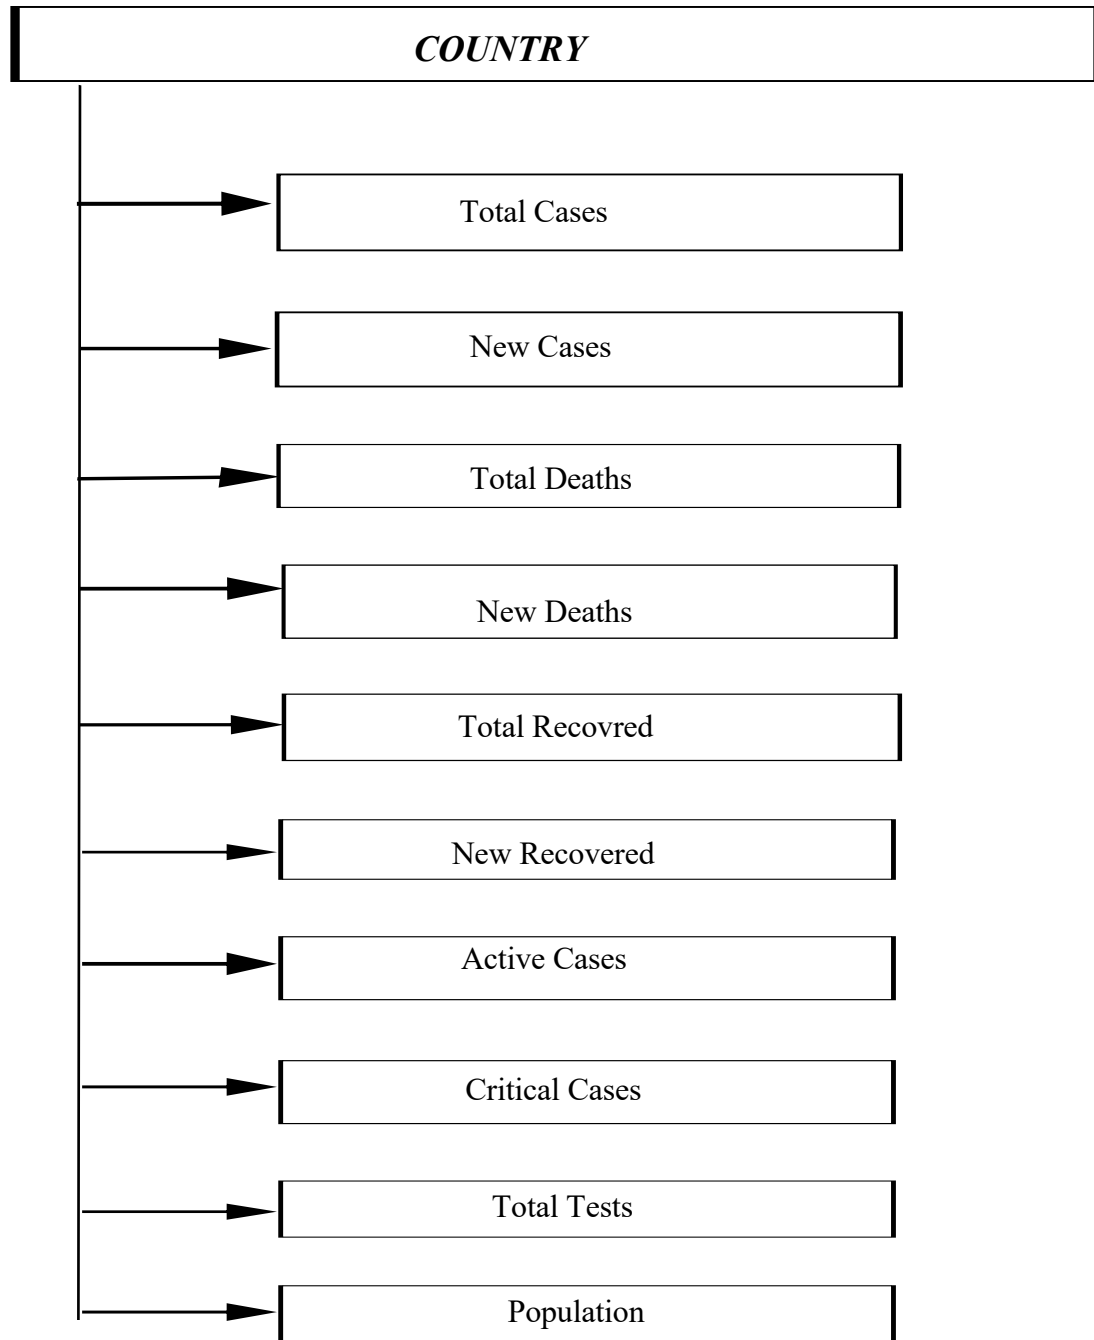 COUNTRY
Total Cases
New Cases
Total Deaths
New Deaths
Total Recovred
New Recovered
Active Cases
Critical Cases
Total Tests
Population